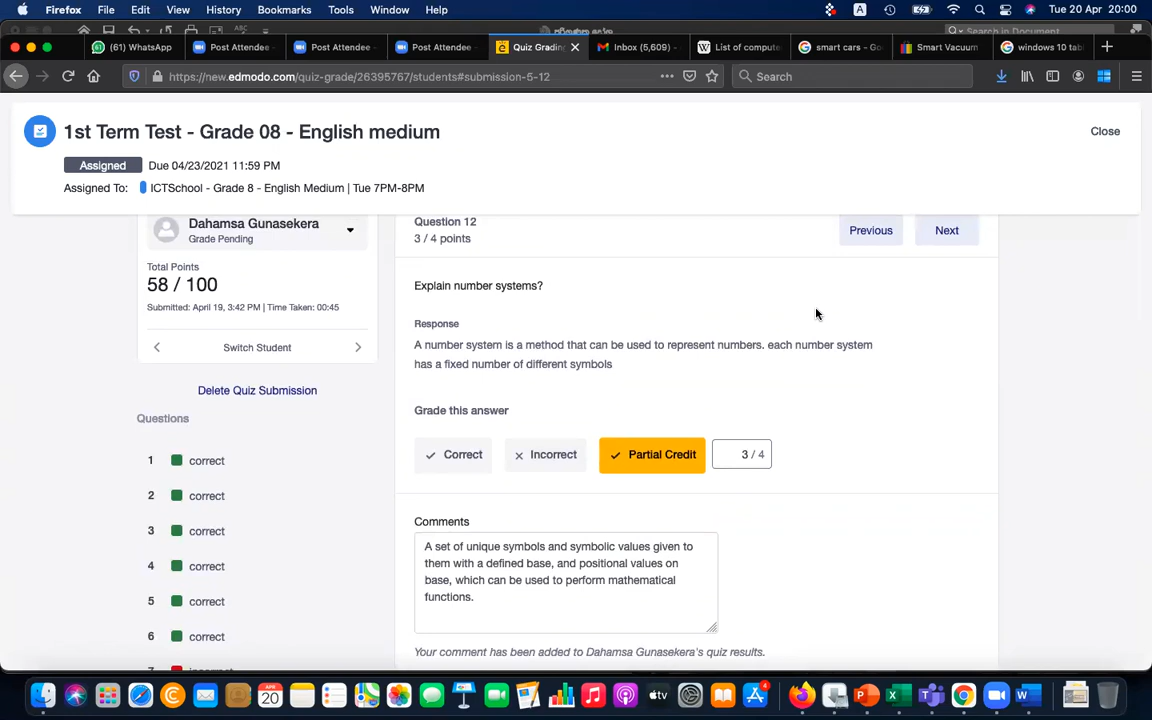 Firefox File Edit View History Bookmarks Tools Window Help A Tue 20 Apr 20:00
Search in Document
(61) WhatsApp Post Attendee Post Attendee Post Attendee Quiz Grading Inbox (5,609) List of compute smart cars - Go Smart Vacuum windows 10 tab
https://new.edmodo.com/quiz-grade/26395767/students#submission-5-12 Search
1st Term Test - Grade 08 - English medium
Close
Assigned Due 04/23/2021 11:59 PM
Assigned To: ICTSchool - Grade 8 - English Medium | Tue 7PM-8PM
Dahamsa Gunasekera
Grade Pending
Total Points
58 / 100
Submitted: April 19, 3:42 PM | Time Taken: 00:45
Switch Student
Delete Quiz Submission
Questions
1 correct
2 correct
3 correct
4 correct
5 correct
6 correct
7 incorrect
Question 12
3 / 4 points
Previous Next
Explain number systems?
Response
A number system is a method that can be used to represent numbers. each number system
has a fixed number of different symbols
Grade this answer
Correct Incorrect Partial Credit 3 / 4
Comments
A set of unique symbols and symbolic values given to
them with a defined base, and positional values on
base, which can be used to perform mathematical
functions.
Your comment has been added to Dahamsa Gunasekera's quiz results.
APR
20
tv
4